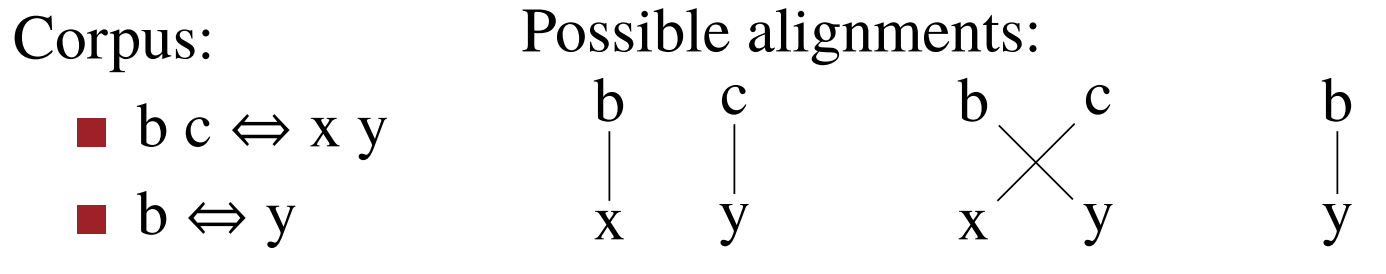 Corpus:
b c ⇔ x y
b ⇔ y
Possible alignments:
b c b c b
x y x y y